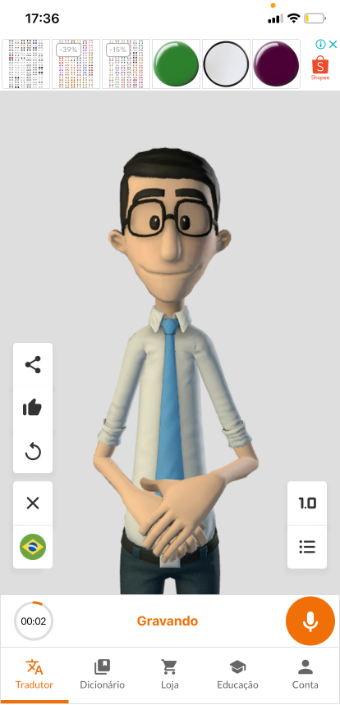 17:36
-39%
-15%
Shopee
1.0
00:02
Gravando
Tradutor
Dicionário
Loja
Educação
Conta